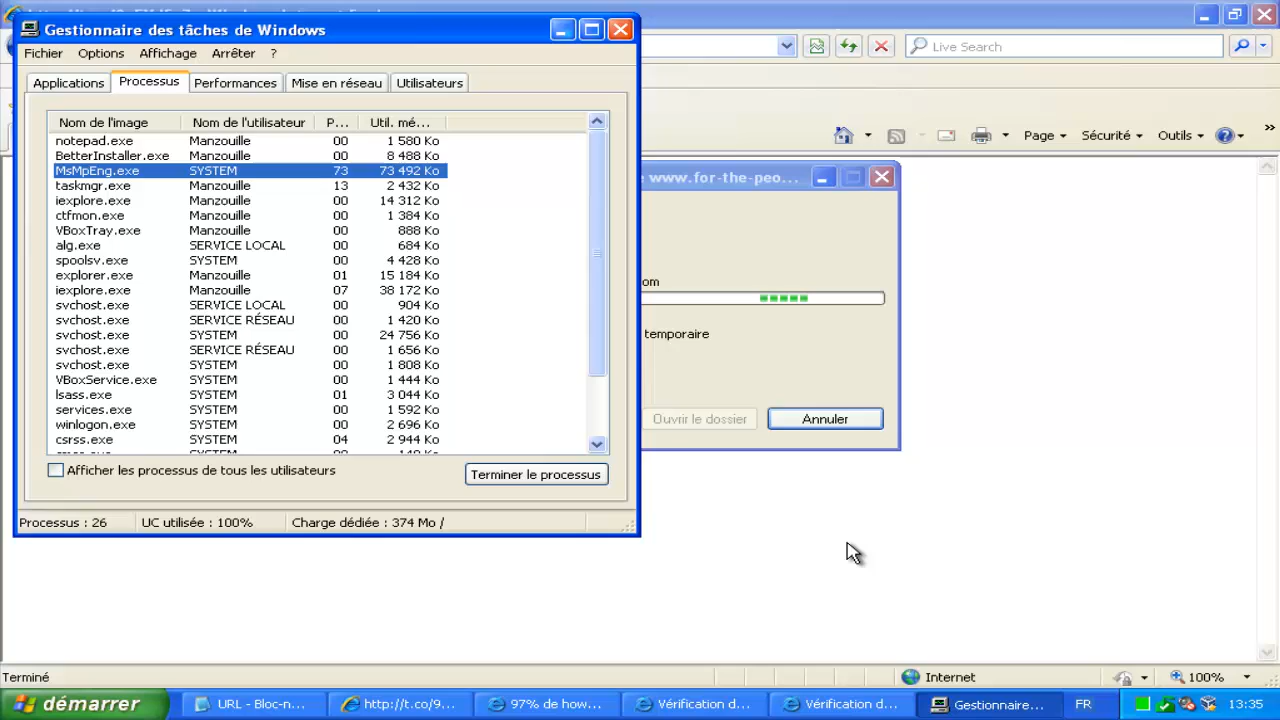 Gestionnaire des tâches de Windows
Fichier Options Affichage Arrêter ?
Live Search
Applications Processus Performances Mise en réseau Utilisateurs
Page Sécurité Outils
Nom de l'image Nom de l'utilisateur P... Util. mé...
notepad.exe Manzouille 00 1 580 Ko
BetterInstaller.exe Manzouille 00 8 488 Ko
MsMpEng.exe SYSTEM 73 73 492 Ko
www.for-the-peo...
taskmgr.exe Manzouille 13 2 432 Ko
iexplore.exe Manzouille 00 14 312 Ko
ctfmon.exe Manzouille 00 1 384 Ko
VBoxTray.exe Manzouille 00 888 Ko
alg.exe SERVICE LOCAL 00 684 Ko
spoolsv.exe SYSTEM 00 4 428 Ko
explorer.exe Manzouille 01 15 184 Ko
om
iexplore.exe Manzouille 07 38 172 Ko
svchost.exe SERVICE LOCAL 00 904 Ko
svchost.exe SERVICE RÉSEAU 00 1 420 Ko
svchost.exe SYSTEM 00 24 756 Ko
temporaire
svchost.exe SERVICE RÉSEAU 00 1 656 Ko
svchost.exe SYSTEM 00 1 808 Ko
VBoxService.exe SYSTEM 00 1 444 Ko
lsass.exe SYSTEM 01 3 044 Ko
services.exe SYSTEM 00 1 592 Ko
winlogon.exe SYSTEM 00 2 696 Ko
Ouvrir le dossier Annuler
csrss.exe SYSTEM 04 2 944 Ko
Afficher les processus de tous les utilisateurs
Terminer le processus
Processus : 26 UC utilisée : 100% Charge dédiée : 374 Mo /
Terminé Internet 100%
démarrer URL - Bloc-n... http://t.co/9... 97% de how... Vérification d... Vérification d... Gestionnaire... FR 13:35